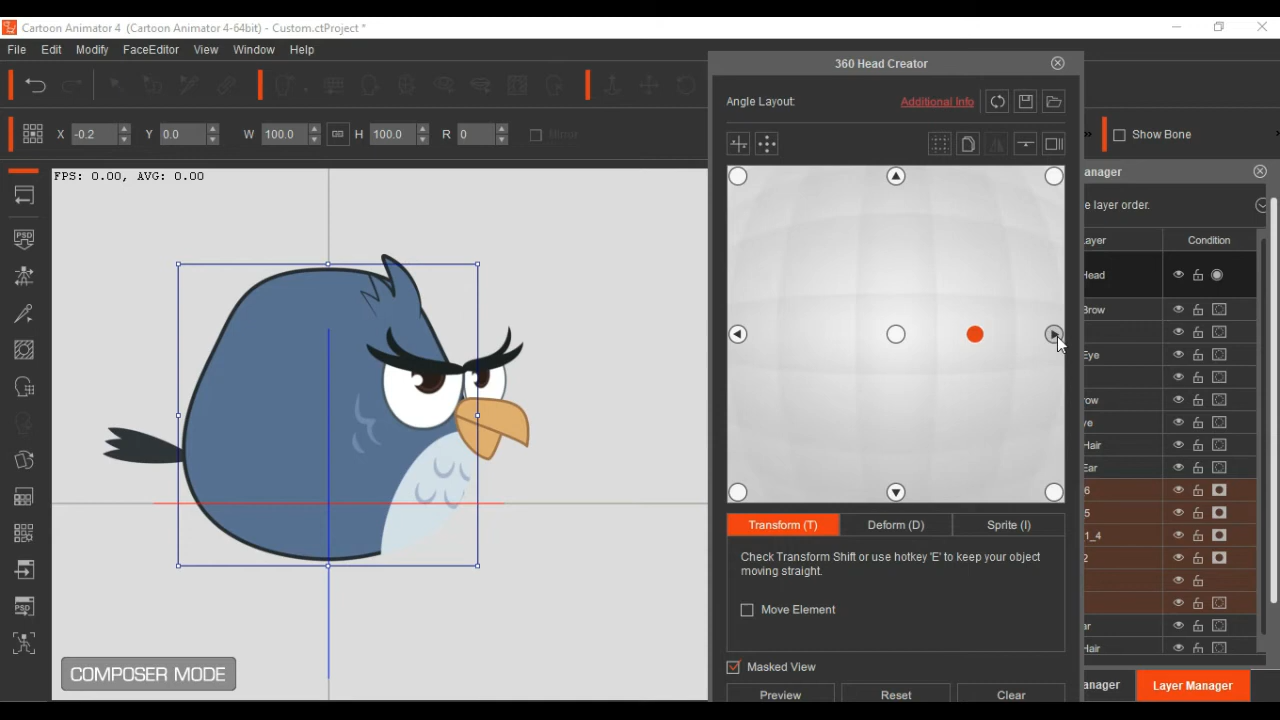 Cartoon Animator 4 (Cartoon Animator 4-64bit) - Custom.ctProject *
File Edit Modify FaceEditor View Window Help
360 Head Creator
Angle Layout: Additional Info
X -0.2 Y 0.0 W 100.0 H 100.0 R 0 Mirror
» Show Bone
FPS: 0.00, AVG: 0.00
anager
e layer order.
ayer Condition
Head
Brow
Eye
row
ye
Hair
Ear
6
5
1_4
2
ar
Hair
Transform (T) Deform (D) Sprite (I)
Check Transform Shift or use hotkey 'E' to keep your object
moving straight.
Move Element
Masked View
Preview Reset Clear
COMPOSER MODE
anager Layer Manager
PSD
PSD